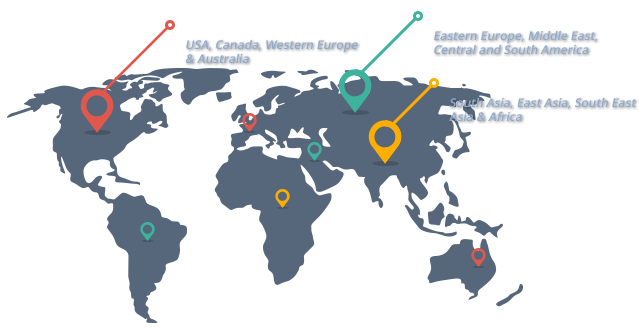 USA, Canada, Western Europe
& Australia
Eastern Europe, Middle East,
Central and South America
South Asia, East Asia, South East
Asia & Africa